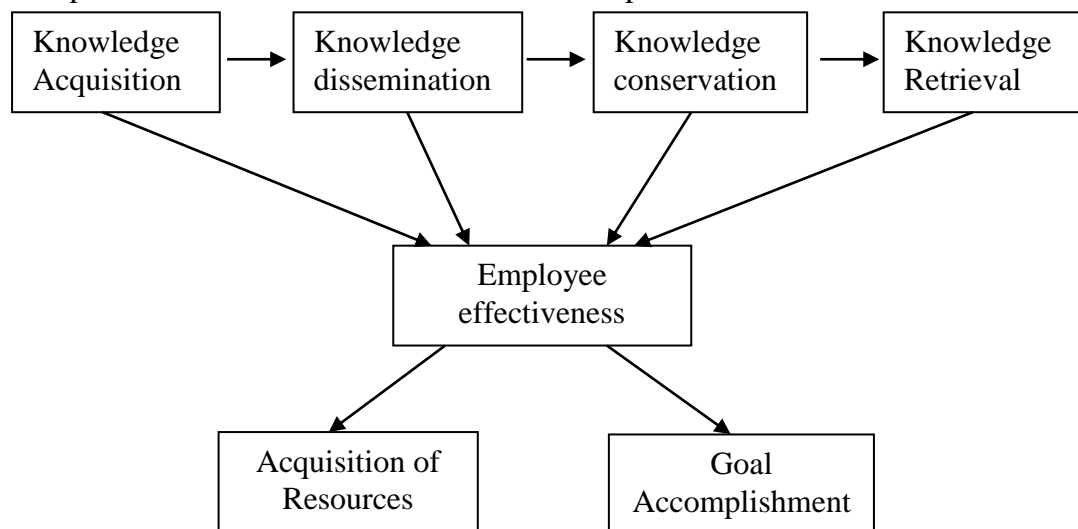 Knowledge
Acquisition
Knowledge
dissemination
Knowledge
conservation
Knowledge
Retrieval
Employee
effectiveness
Acquisition of
Resources
Goal
Accomplishment